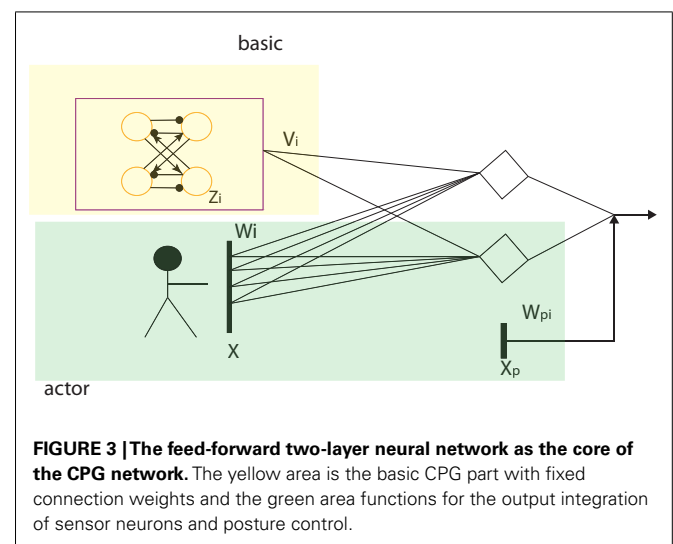 basic
Vi
Zi
Wi
X
Wpi
Xp
actor
FIGURE 3 | The feed-forward two-layer neural network as the core of
the CPG network. The yellow area is the basic CPG part with fixed
connection weights and the green area functions for the output integration
of sensor neurons and posture control.